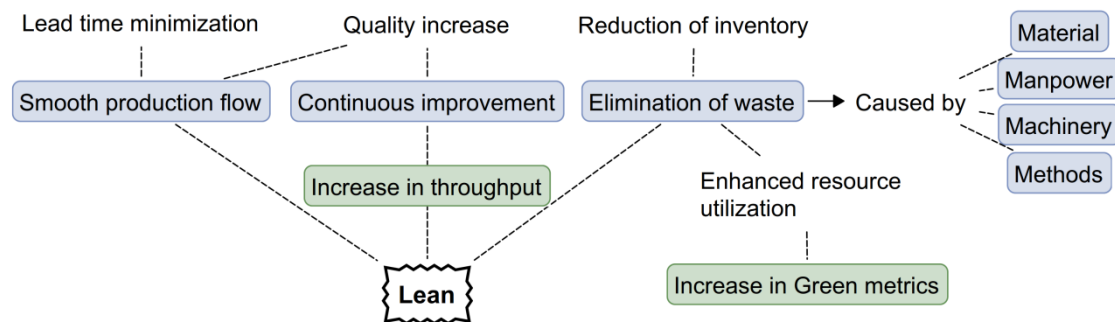 Lead time minimization
Quality increase
Reduction of inventory
Material
Manpower
Smooth production flow
Continuous improvement
Elimination of waste
Caused by
Machinery
Methods
Increase in throughput
Enhanced resource
utilization
Increase in Green metrics
Lean